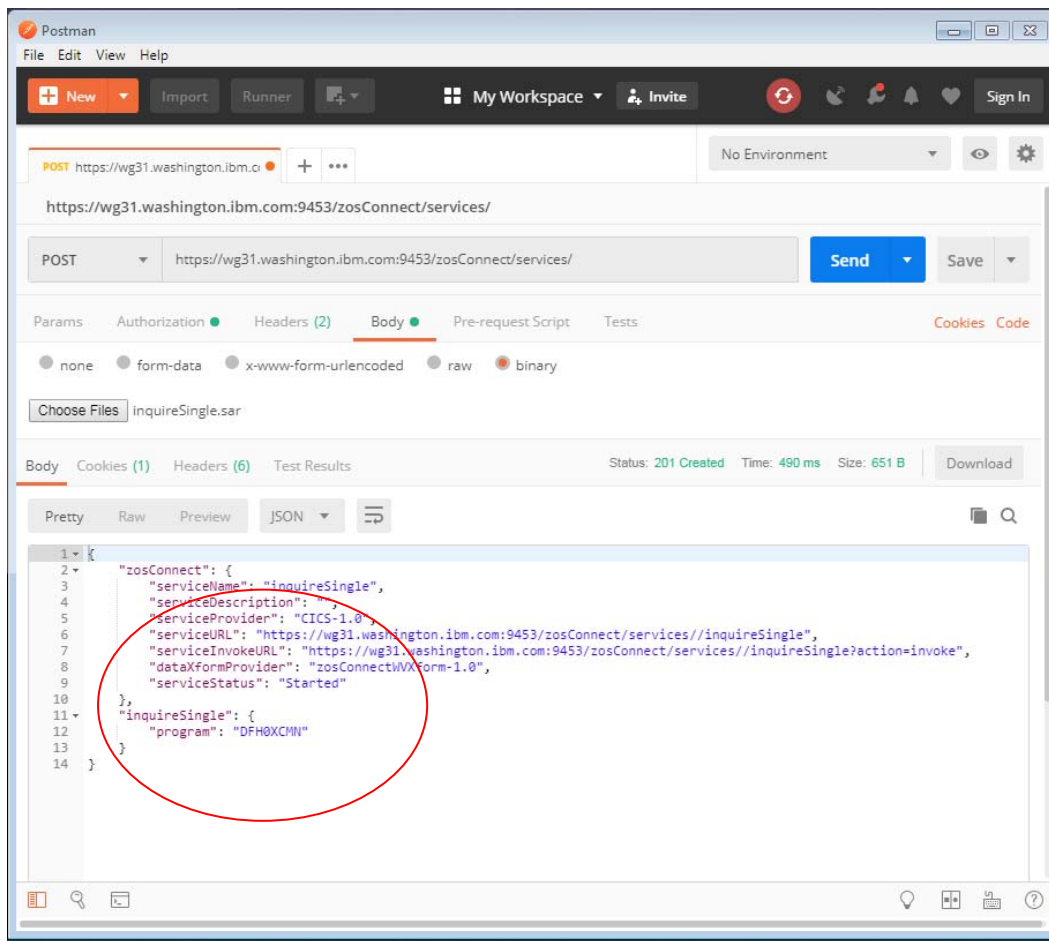 Postman
File Edit View Help
New Import Runner My Workspace Invite Sign In
POST https://wg31.washington.ibm.c No Environment
https://wg31.washington.ibm.com:9453/zosConnect/services/
POST https://wg31.washington.ibm.com:9453/zosConnect/services/ Send Save
Params Authorization Headers (2) Body Pre-request Script Tests Cookies Code
none form-data x-www-form-urlencoded raw binary
Choose Files inquireSingle.sar
Body Cookies (1) Headers (6) Test Results Status: 201 Created Time: 490 ms Size: 651 B Download
Pretty Raw Preview JSON
1 {
2 "zosConnect": {
3 "serviceName": "inquireSingle",
4 "serviceDescription": "",
5 "serviceProvider": "CICS-1.0",
6 "serviceURL": "https://wg31.washington.ibm.com:9453/zosConnect/services//inquireSingle",
7 "serviceInvokeURL": "https://wg31.washington.ibm.com:9453/zosConnect/services//inquireSingle?action=invoke",
8 "dataXformProvider": "zosConnectWVXform-1.0",
9 "serviceStatus": "Started"
10 },
11 "inquireSingle": {
12 "program": "DFH0XCMN"
13 }
14 }